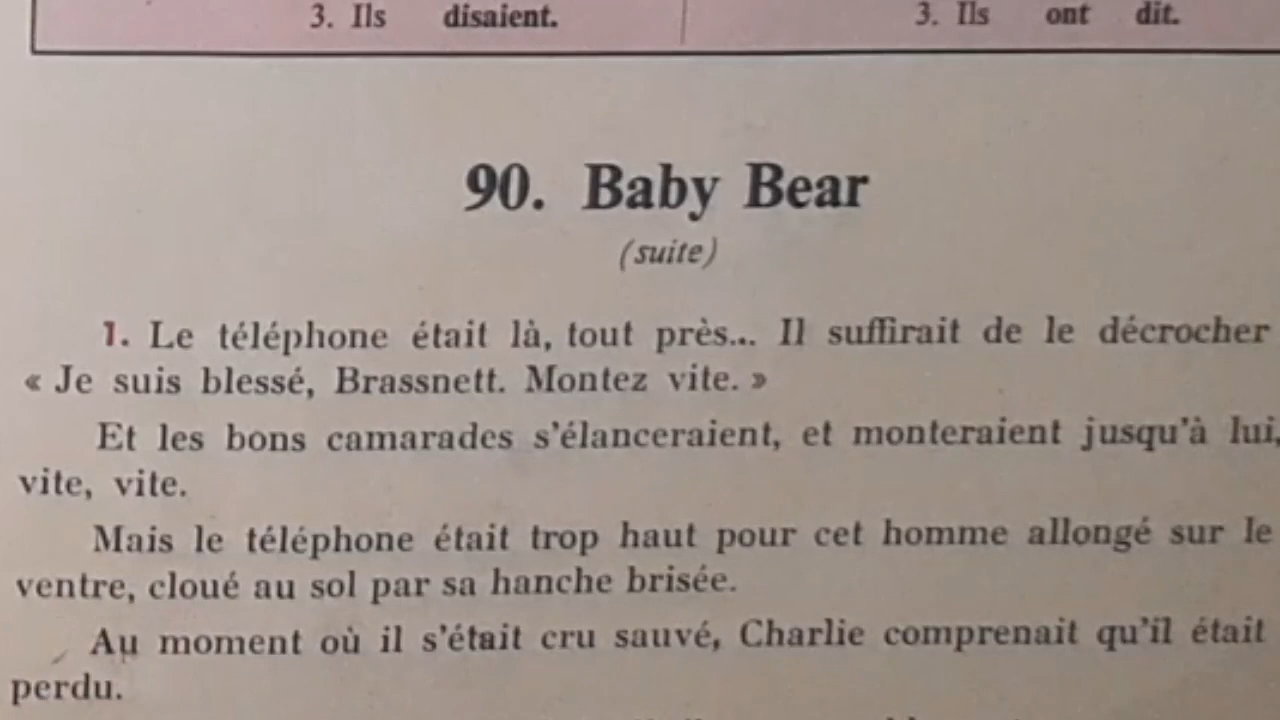 3. Ils disaient. 3. Ils ont dit.
90. Baby Bear
(suite)
1. Le téléphone était là, tout près... Il suffirait de le décrocher
« Je suis blessé, Brassnett. Montez vite. »
Et les bons camarades s'élanceraient, et monteraient jusqu'à lui,
vite, vite.
Mais le téléphone était trop haut pour cet homme allongé sur le
ventre, cloué au sol par sa hanche brisée.
Au moment où il s'était cru sauvé, Charlie comprenait qu'il était
perdu.